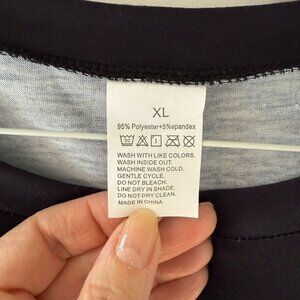 XL
95% Polyester+5%spandex
WASH WITH LIKE COLORS.
WASH INSIDE OUT.
MACHINE WASH COLD.
GENTLE CYCLE.
DO NOT BLEACH.
LINE DRY IN SHADE.
DO NOT DRY CLEAN.
MADE IN CHINA